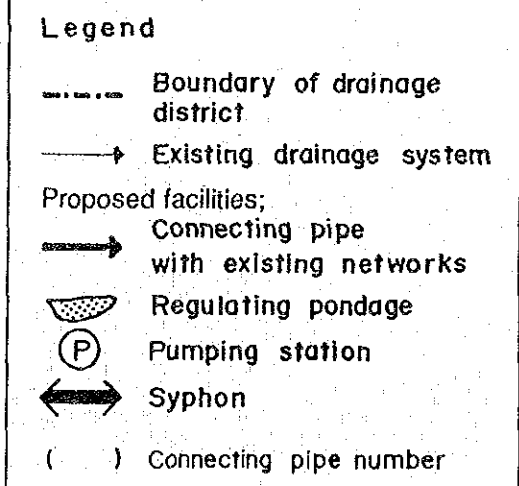 Legend
Boundary of drainage
district
Existing drainage system
Proposed facilities;
Connecting pipe
with existing networks
Regulating pondage
P Pumping station
Syphon
( ) Connecting pipe number